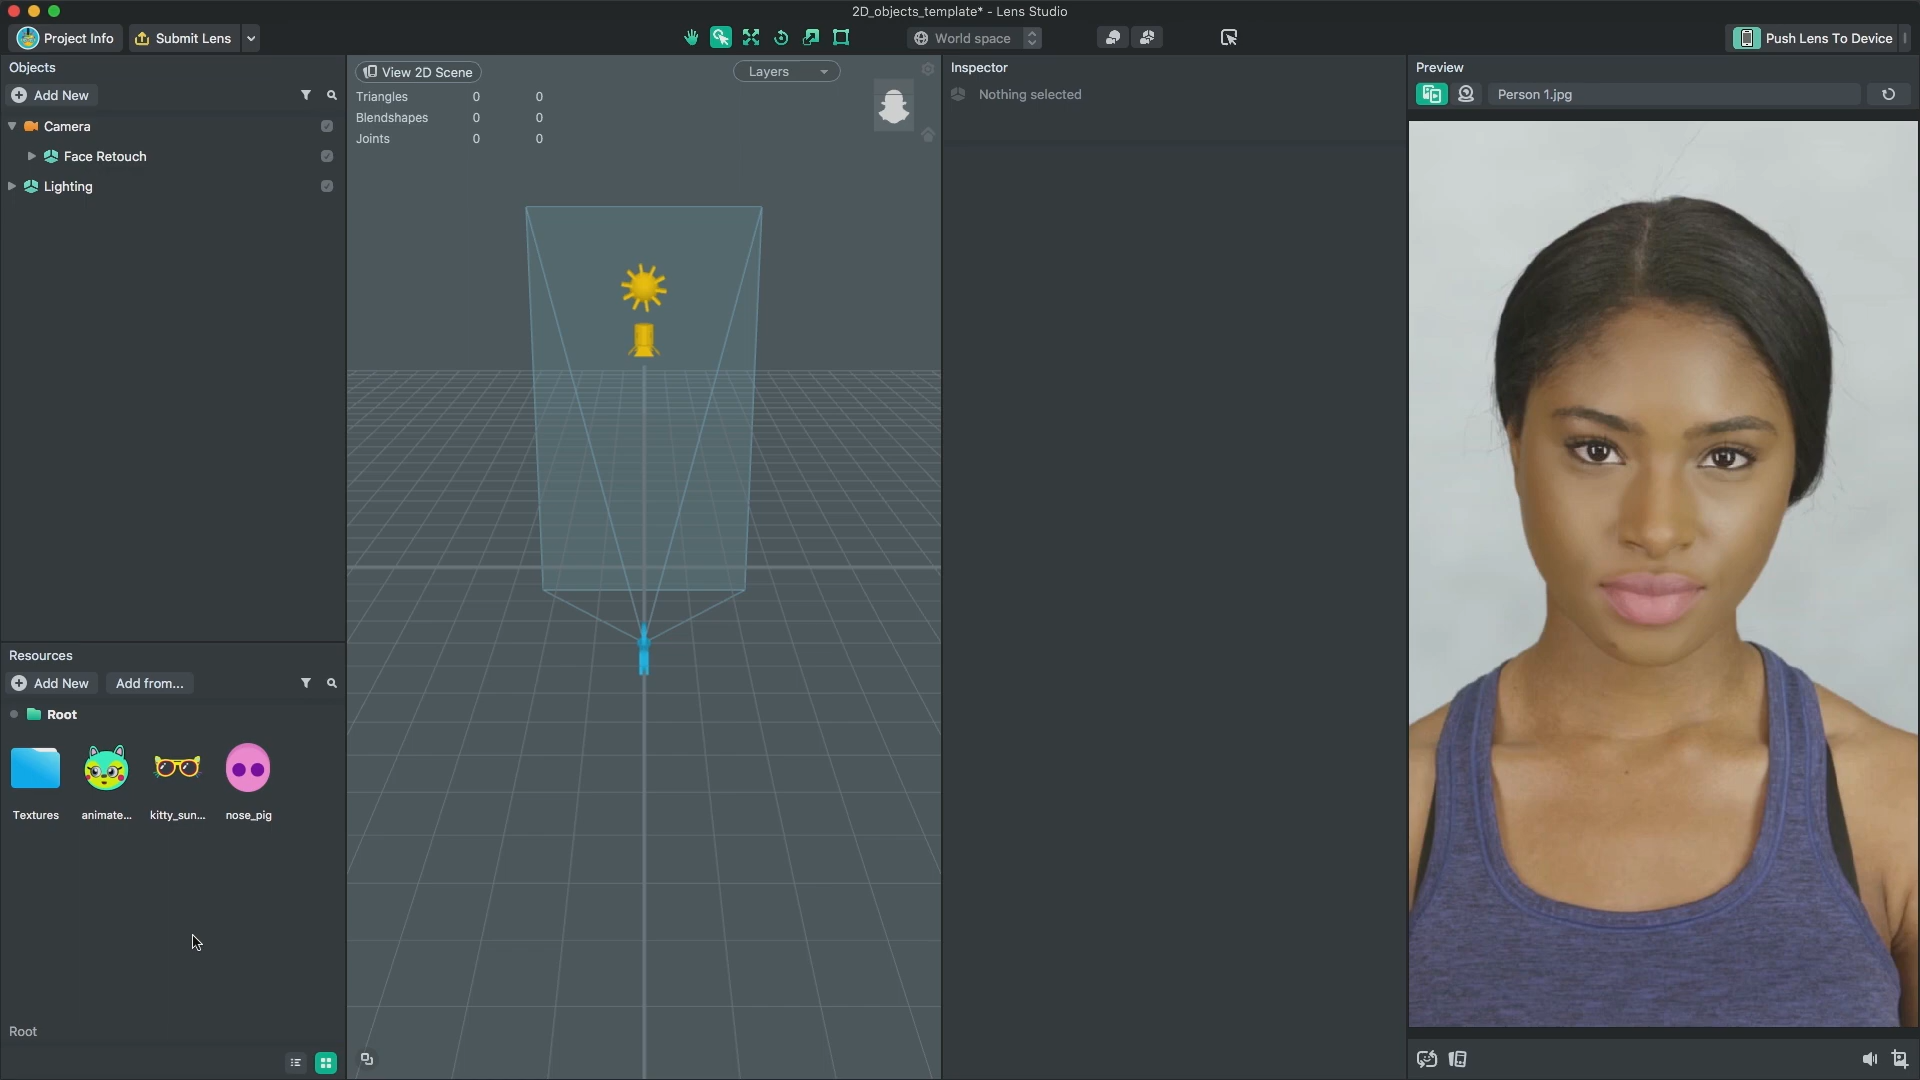 2D_objects_template* - Lens Studio
Project Info
Submit Lens
World space
Push Lens To Device
Objects
Add New
Camera
Face Retouch
Lighting
View 2D Scene
Layers
Triangles 0 0
Blendshapes 0 0
Joints 0 0
Inspector
Nothing selected
Preview
Person 1.jpg
Resources
Add New
Add from...
Root
Textures
animate...
kitty_sun...
nose_pig
Root